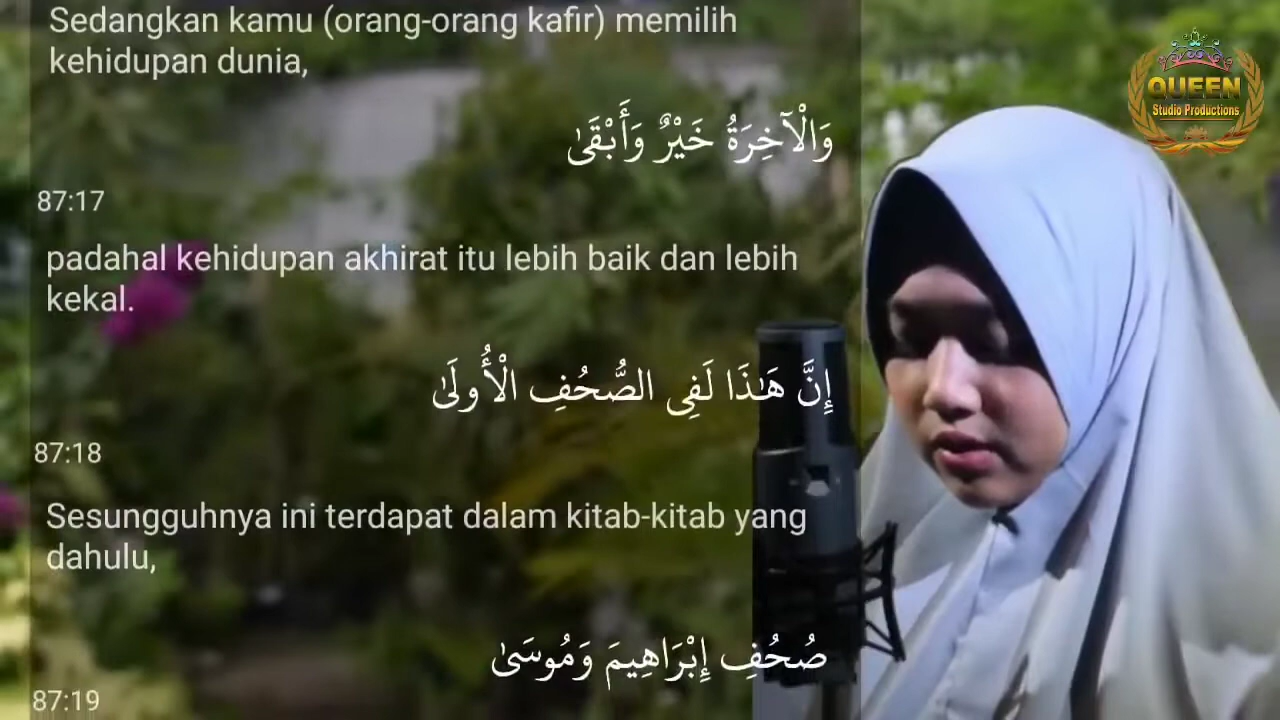 Sedangkan kamu (orang-orang kafir) memilih
kehidupan dunia,
وَالْآخِرَةُ خَيْرٌ وَأَبْقَىٰ
87:17
padahal kehidupan akhirat itu lebih baik dan lebih
kekal.
إِنَّ هَٰذَا لَفِي الصُّحُفِ الْأُولَىٰ
87:18
Sesungguhnya ini terdapat dalam kitab-kitab yang
dahulu,
صُحُفِ إِبْرَاهِيمَ وَمُوسَىٰ
87:19
QUEEN
Studio Productions